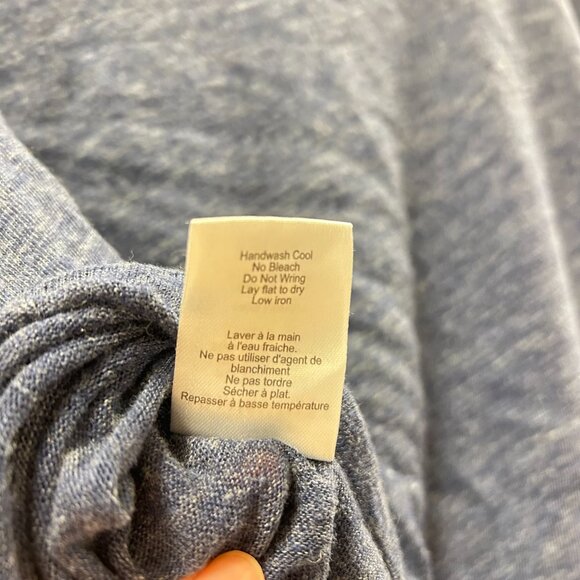 Handwash Cool
No Bleach
Do Not Wring
Lay flat to dry
Low iron
Laver à la main
à l'eau fraiche.
Ne pas utiliser d'agent de
blanchiment
Ne pas tordre
Sécher à plat.
Repasser à basse température